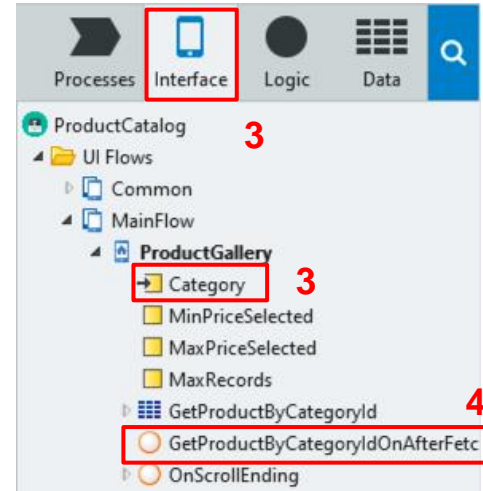 Processes Interface Logic Data
ProductCatalog
3
UI Flows
Common
MainFlow
ProductGallery
Category 3
MinPriceSelected
MaxPriceSelected
MaxRecords
GetProductByCategoryId 4
GetProductByCategoryIdOnAfterFetc
OnScrollEnding